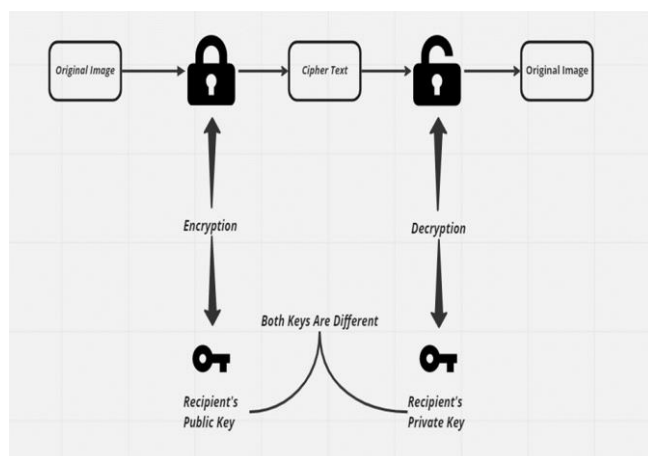 Original Image
Cipher Text
Original Image
Encryption
Decryption
Both Keys Are Different
Recipient's
Public Key
Recipient's
Private Key